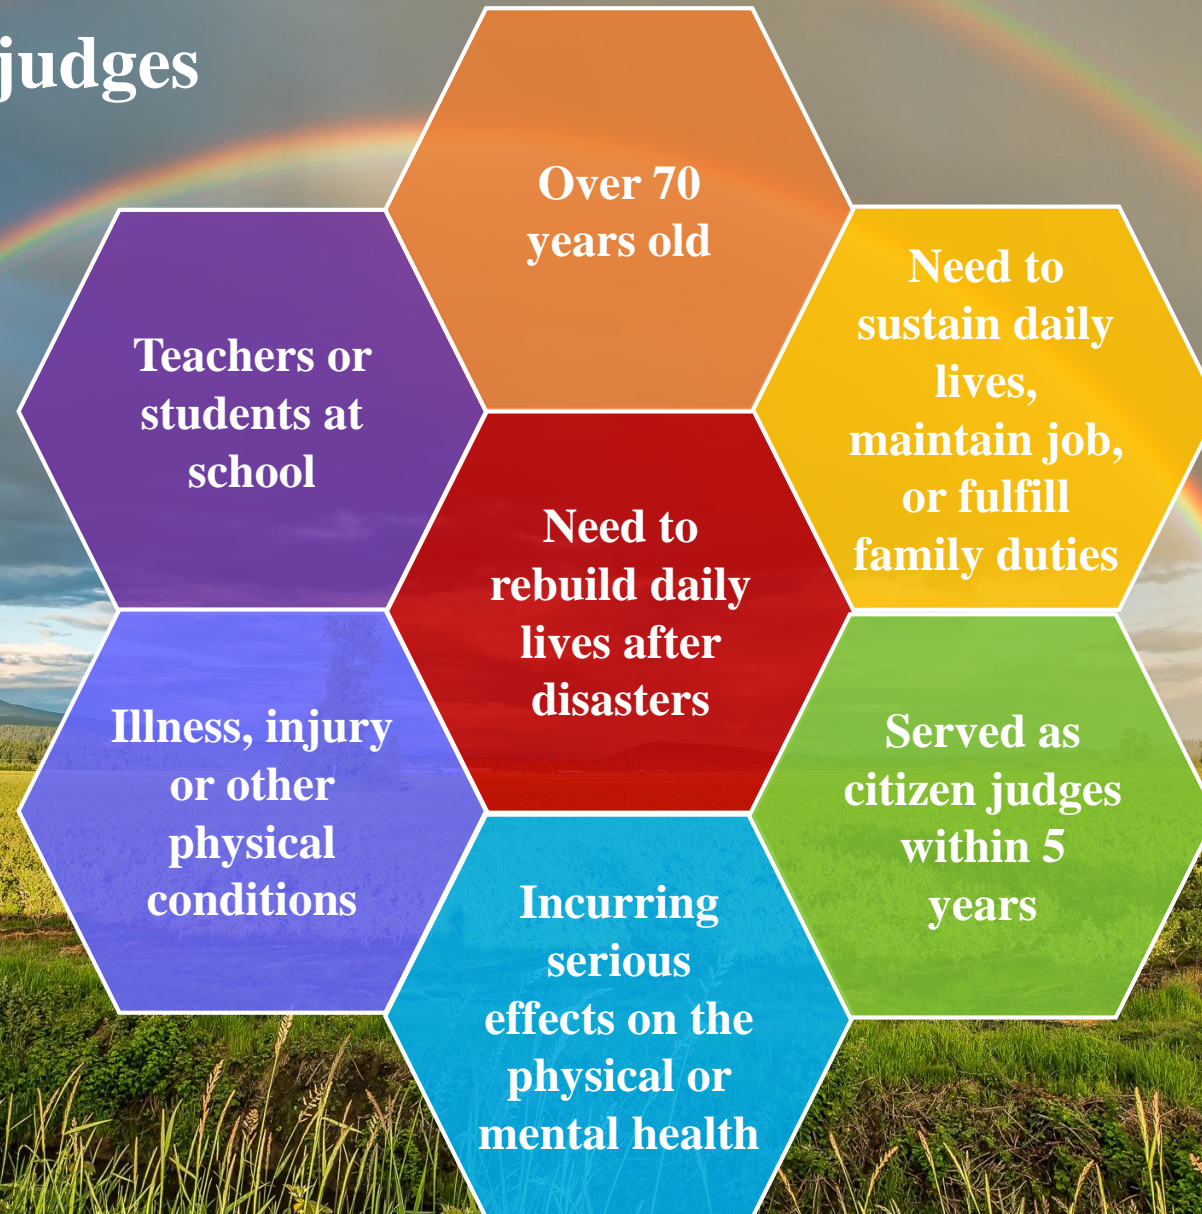 judges
Over 70
years old
Teachers or
students at
school
Need to
sustain daily
lives,
maintain job,
or fulfill
family duties
Need to
rebuild daily
lives after
disasters
Illness, injury
or other
physical
conditions
Served as
citizen judges
within 5
years
Incurring
serious
effects on the
physical or
mental health